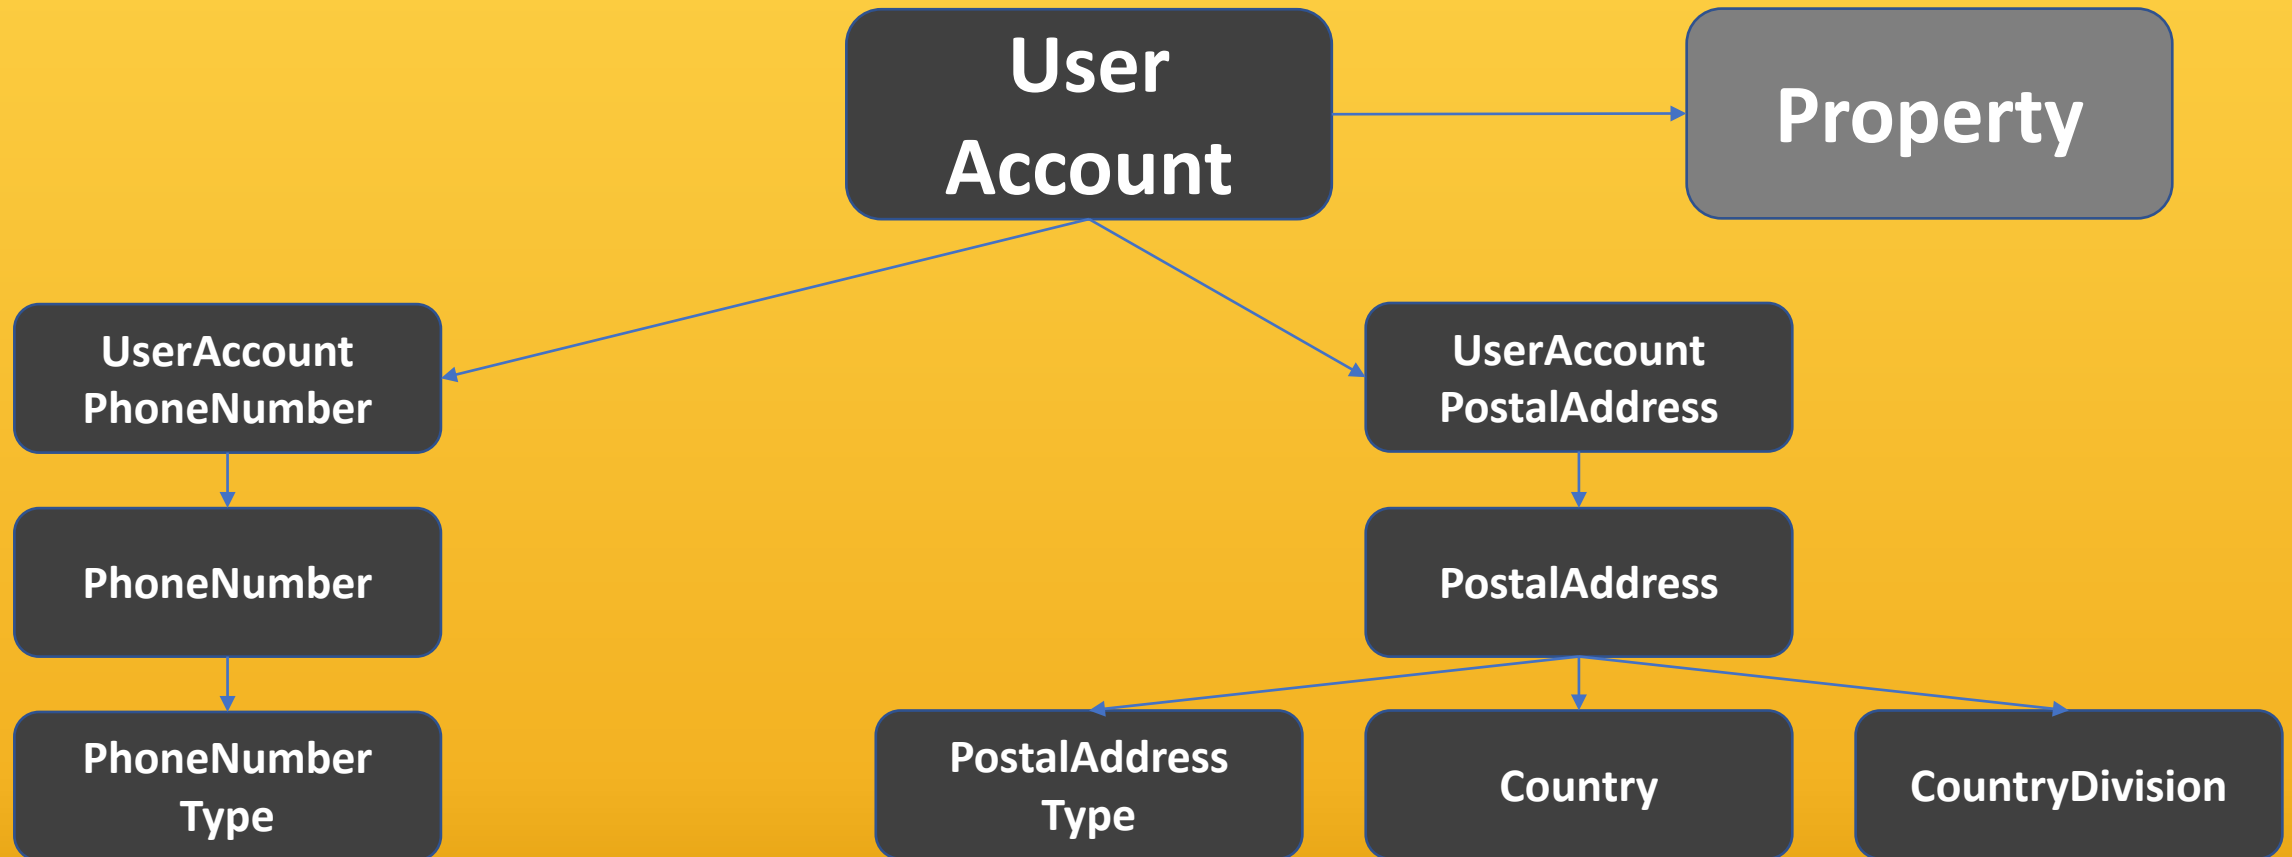 User
Account
Property
UserAccount
PhoneNumber
UserAccount
PostalAddress
PhoneNumber
PostalAddress
PhoneNumber
Type
PostalAddress
Type
Country
CountryDivision